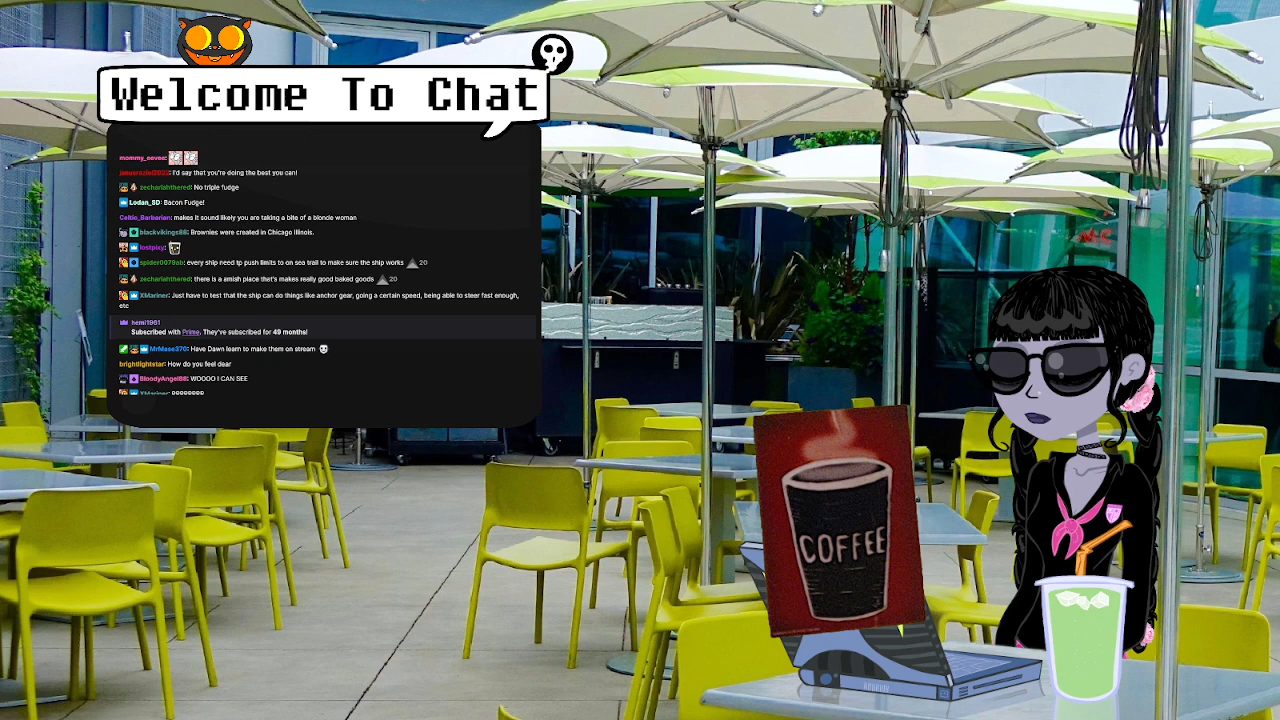 Welcome To Chat
mommy_sevee:
januaraziel2022: I'd say that you're doing the best you can!
zechariahthered: No triple fudge
Lodan_SD: Bacon Fudge!
Celtic_Barbarian: makes it sound likely you are taking a bite of a blonde woman
blackvikings88: Brownies were created in Chicago Illinois.
lostpixy:
spider0079ab: every ship need tp push limits to on sea trail to make sure the ship works 20
zechariahthered: there is a amish place that's makes really good baked goods 20
XMariner: Just have to test that the ship can do things like anchor gear, going a certain speed, being able to steer fast enough,
etc
hemi1961
Subscribed with Prime. They've subscribed for 49 months!
MrMase370: Have Dawn learn to make them on stream
brightlightstar: How do you feel dear
BloodyAngel88: WOOOO I CAN SEE
XMariner:
COFFEE